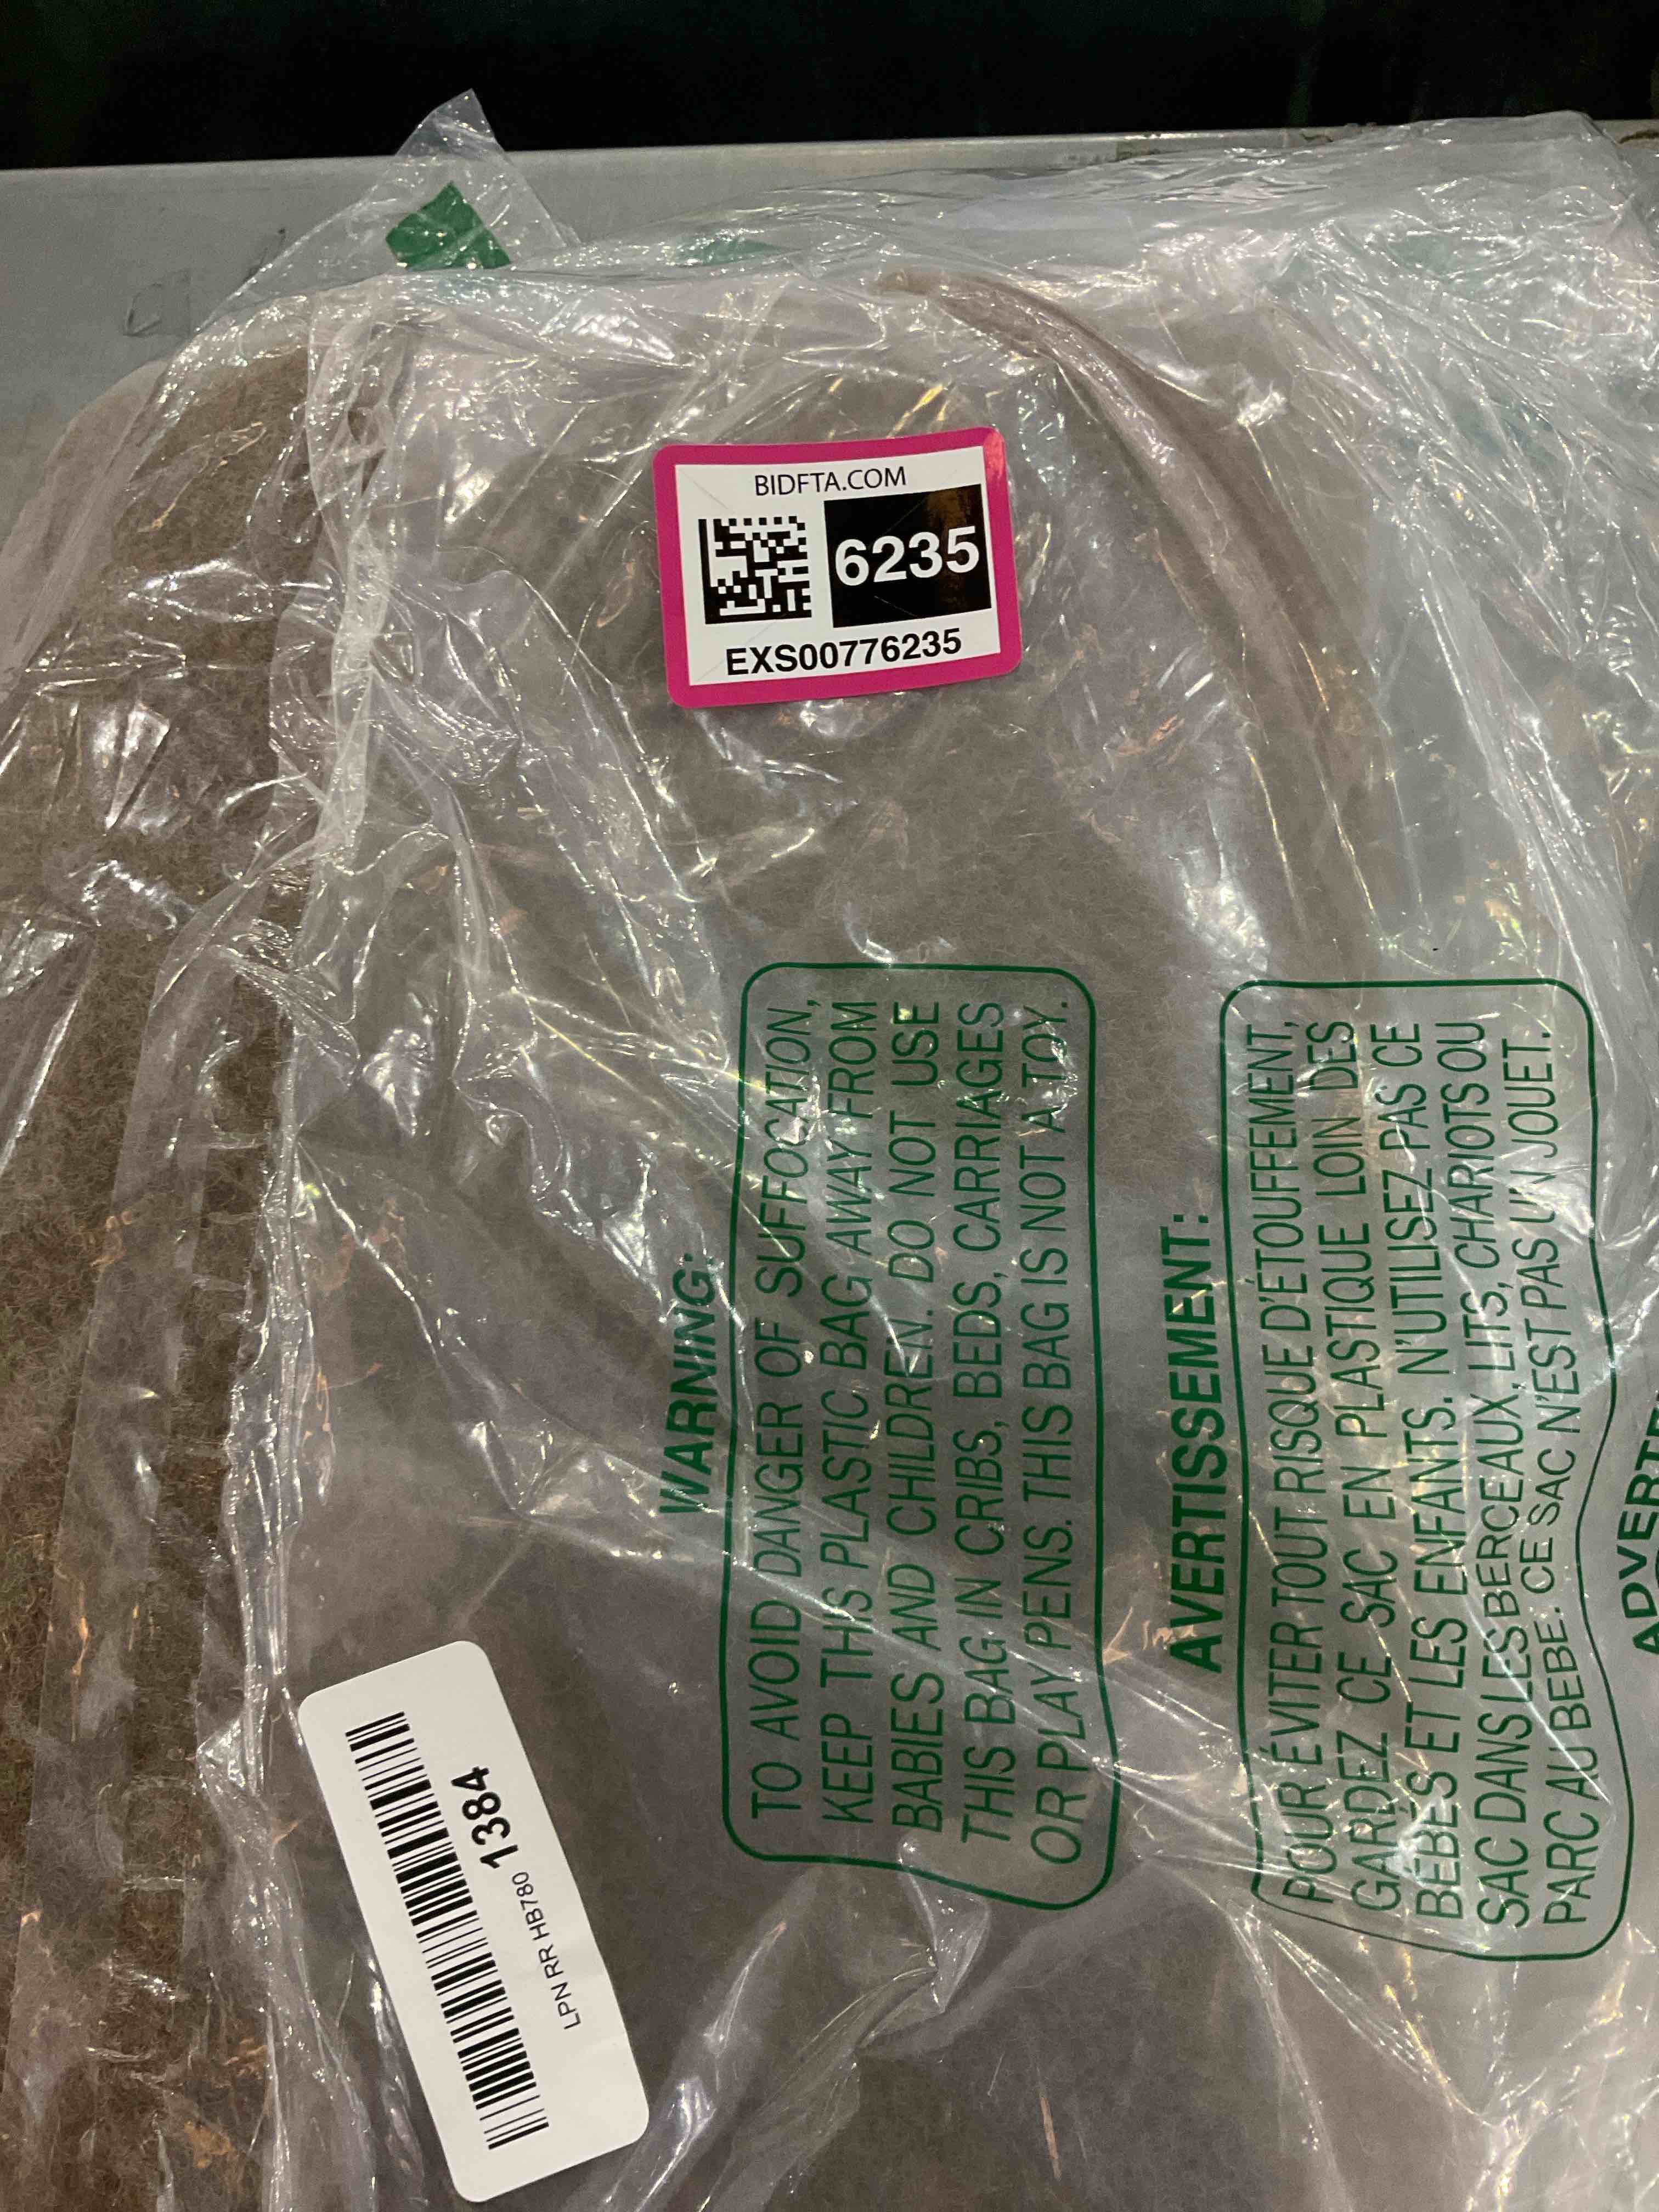 BIDFTA.COM
6235
EXS00776235
WARNING:
TO AVOID DANGER OF SUFFOCATION,
KEEP THIS PLASTIC BAG AWAY FROM
BABIES AND CHILDREN. DO NOT USE
THIS BAG IN CRIBS, BEDS, CARRIAGES
OR PLAY PENS. THIS BAG IS NOT A TOY.
AVERTISSEMENT:
POUR ÉVITER TOUT RISQUE D'ÉTOUFFEMENT,
GARDEZ CE SAC EN PLASTIQUE LOIN DES
BÉBÉS ET LES ENFANTS. N'UTILISEZ PAS CE
SAC DANS LES BERCEAUX, LITS, CHARIOTS OU
PARC AU BEBE. CE SAC N'EST PAS UN JOUET.
LPN RR HB780 1384